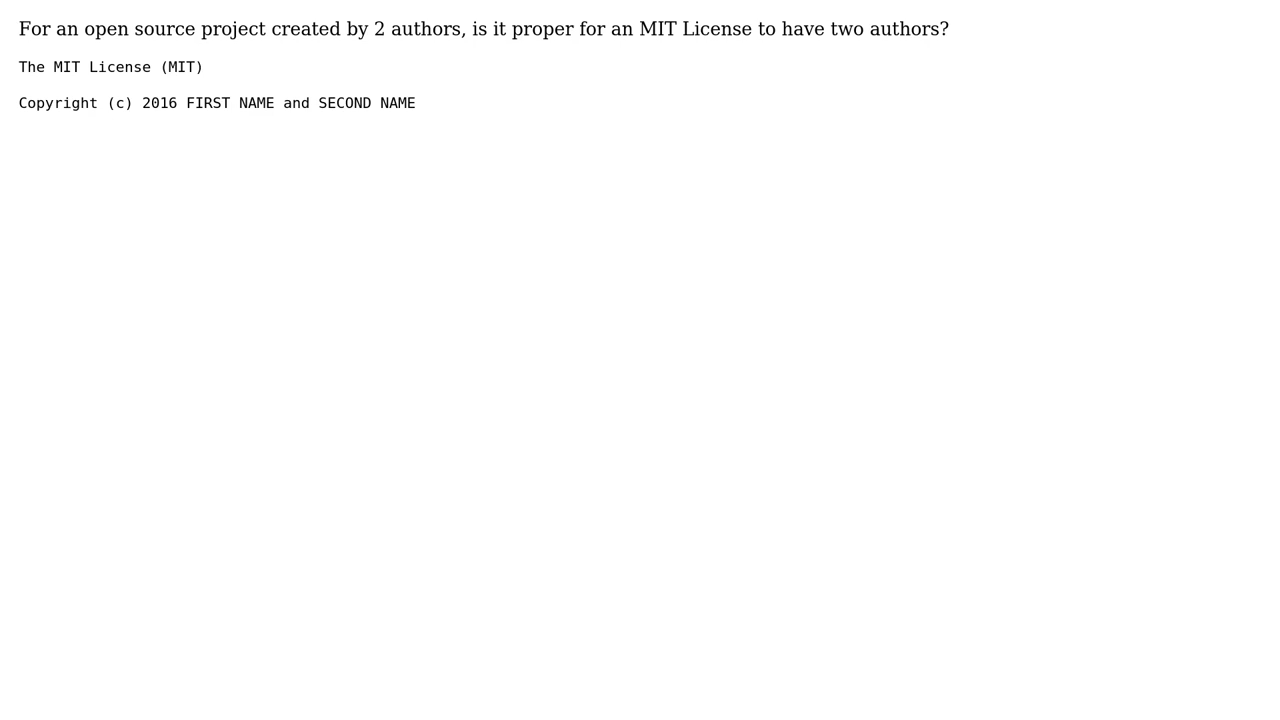 For an open source project created by 2 authors, is it proper for an MIT License to have two authors?
The MIT License (MIT)
Copyright (c) 2016 FIRST NAME and SECOND NAME